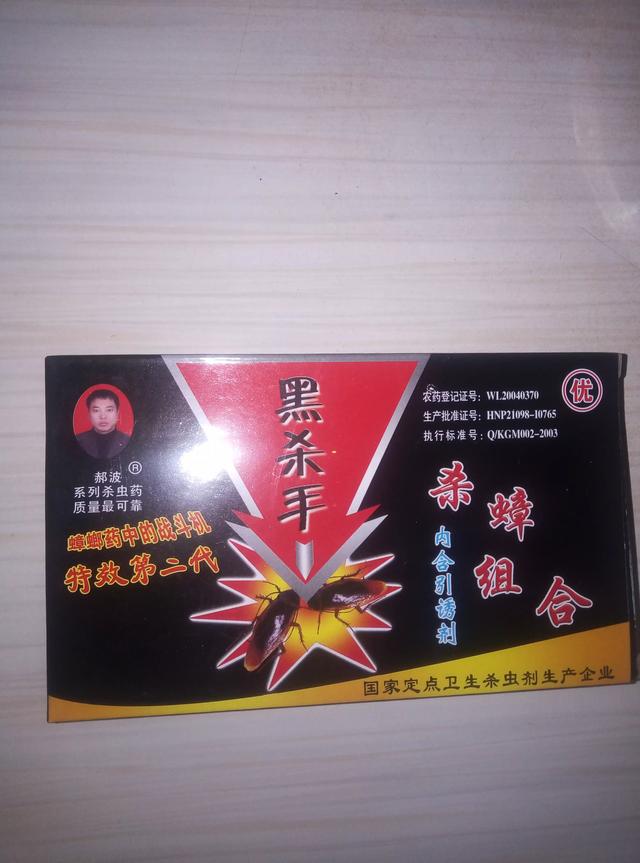 郝波 ®
系列杀虫药
质量最可靠
蟑螂药中的战斗机
特效第二代
黑杀手
农药登记证号: WL20040370
生产批准证号: HNP21098-I0765
执行标准号: Q/KGM002-2003
优
杀蟑组合
内含引诱剂
国家定点卫生杀虫剂生产企业